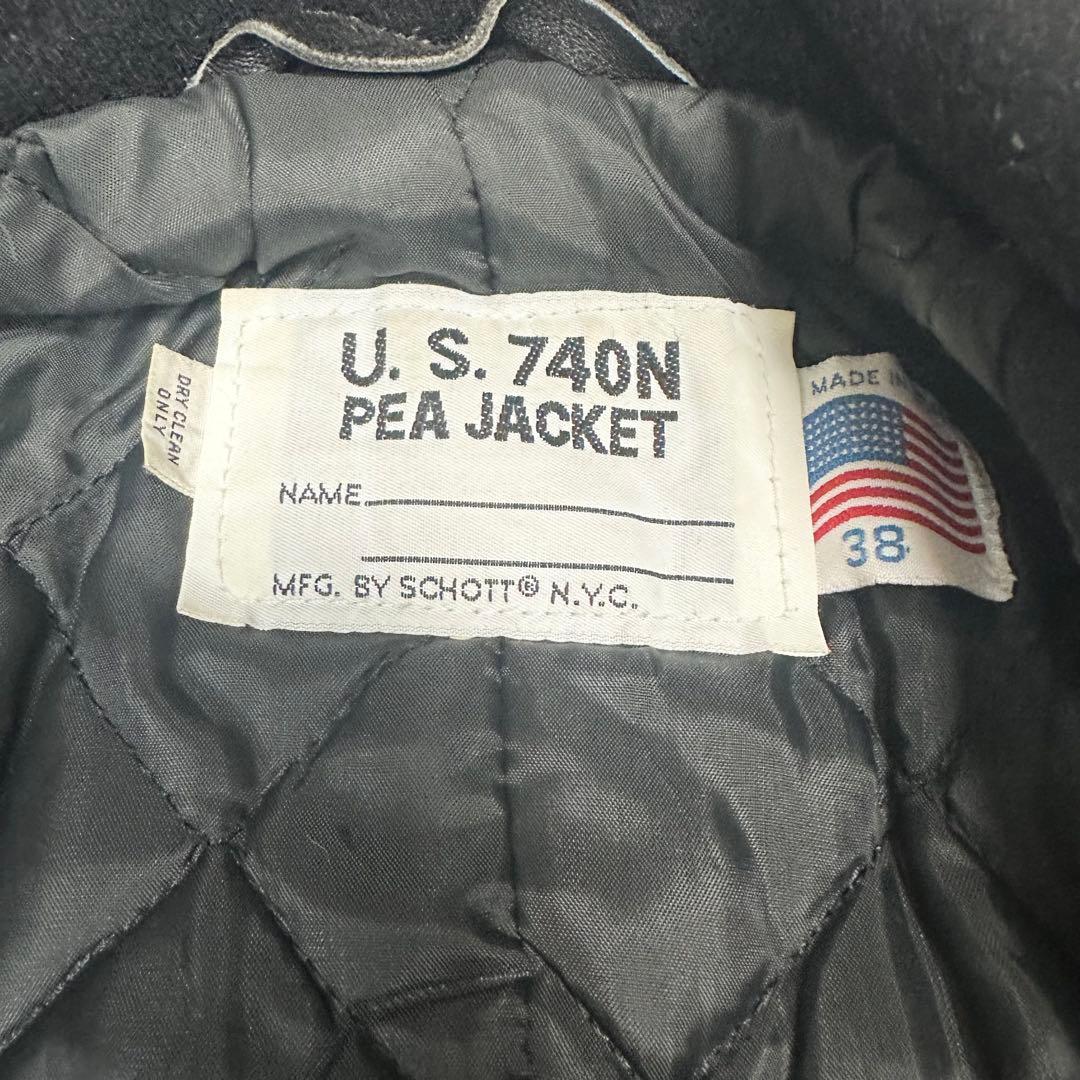 U. S. 740N
PEA JACKET
NAME
MFG. BY SCHOTT® N.Y.C.
DRY CLEAN
ONLY
MADE IN
38